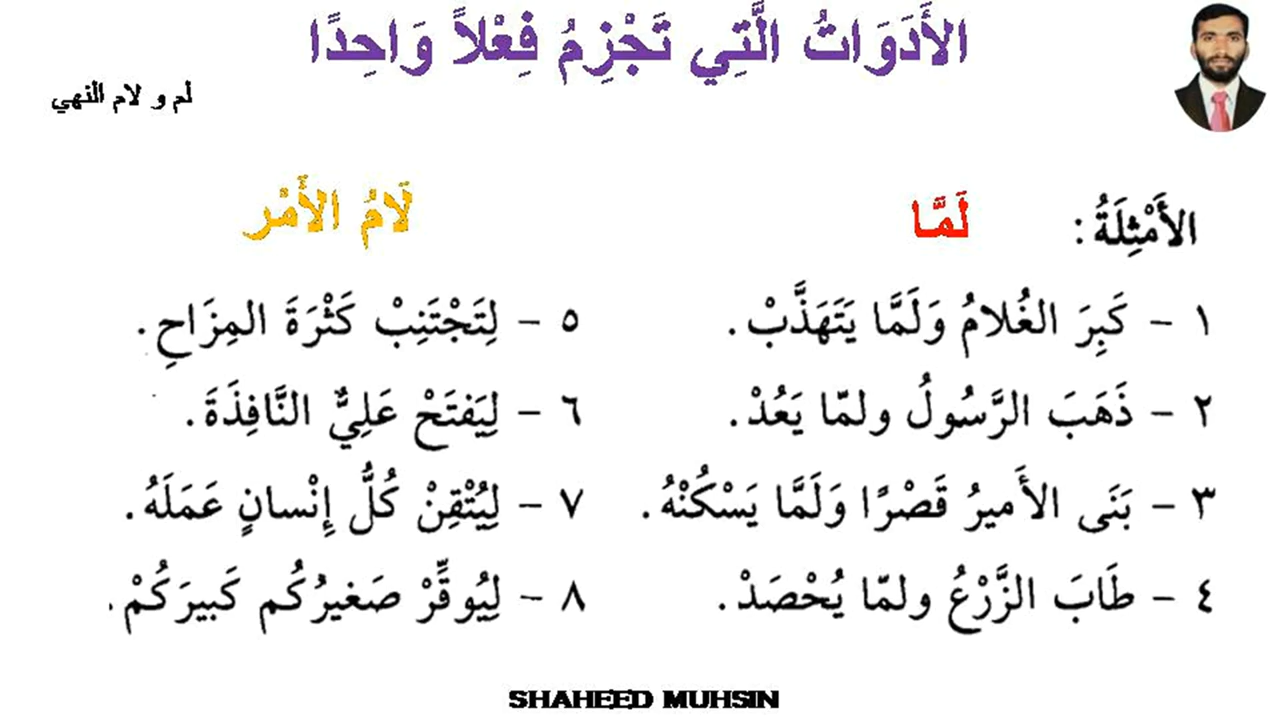 الأَدَوَاتُ الَّتِي تَجْزِمُ فِعْلاً وَاحِدًا
لم و لام النهي
الأَمْثِلَةُ :
لَمَّا
لَامُ الأَمْر
١ - كَبِرَ الغُلامُ وَلَمَّا يَتَهَذَّبْ .
٢ - ذَهَبَ الرَّسُولُ ولمّا يَعُدْ .
٣ - بَنَى الأَميرُ قَصْرًا وَلَمَّا يَسْكُنْهُ .
٤ - طَابَ الزَّرْعُ ولمّا يُحْصَدْ .
٥ - لِتَجْتَنِبْ كَثْرَةَ المِزَاحِ .
٦ - لِيَفتَحْ عَلِيٌّ النَّافِذَةَ .
٧ - لِيُتْقِنْ كُلُّ إِنْسانٍ عَمَلَهُ .
٨ - لِيُوقِّرْ صَغيرُكُم كَبيرَكُمْ .
SHAHEED MUHSIN